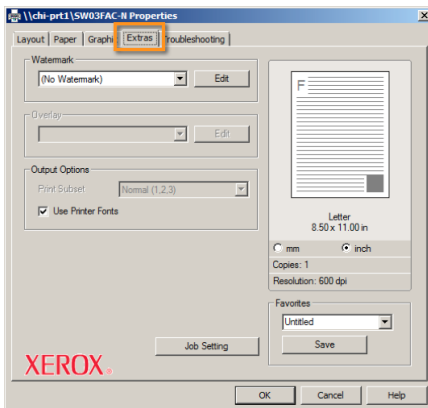 \\chi-prt1\SW03FAC-N Properties
Layout Paper Graphi Extras Troubleshooting
Watermark
(No Watermark) Edit
Overlay
Edit
Output Options
Print Subset Normal (1,2,3)
Use Printer Fonts
F
Letter
8.50 x 11.00 in
mm inch
Copies: 1
Resolution: 600 dpi
Favorites
Untitled
Save
Job Setting
XEROX
OK Cancel Help